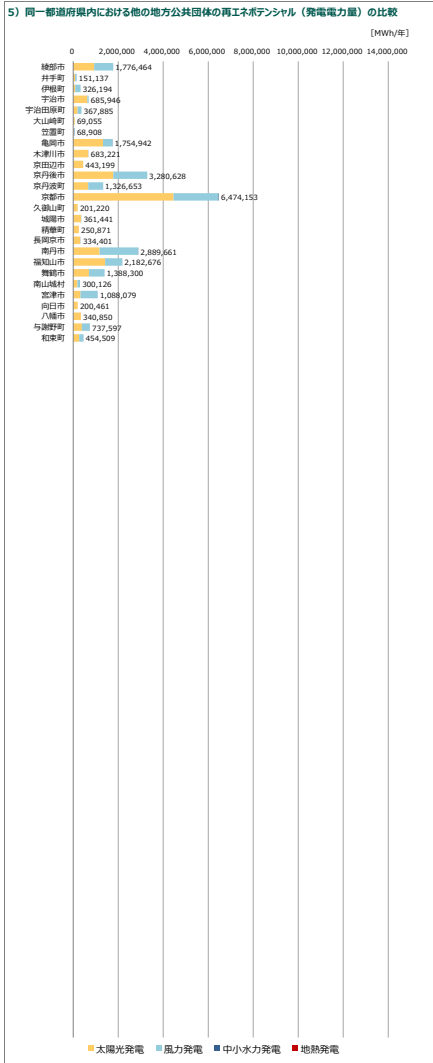 5）同一都道府県内における他の地方公共団体の再エネポテンシャル（発電電力量）の比較
[MWh/年]
0 2,000,000 4,000,000 6,000,000 8,000,000 10,000,000 12,000,000 14,000,000
綾部市 1,776,464
井手町 151,137
伊根町 326,194
宇治市 685,946
宇治田原町 367,885
大山崎町 69,055
笠置町 68,908
亀岡市 1,754,942
木津川市 683,221
京田辺市 443,199
京丹後市 3,280,628
京丹波町 1,326,653
京都市 6,474,153
久御山町 201,220
城陽市 361,441
精華町 250,871
長岡京市 334,401
南丹市 2,889,661
福知山市 2,182,676
舞鶴市 1,388,300
南山城村 300,126
宮津市 1,088,079
向日市 200,461
八幡市 340,850
与謝野町 737,597
和束町 454,509
太陽光発電 風力発電 中小水力発電 地熱発電